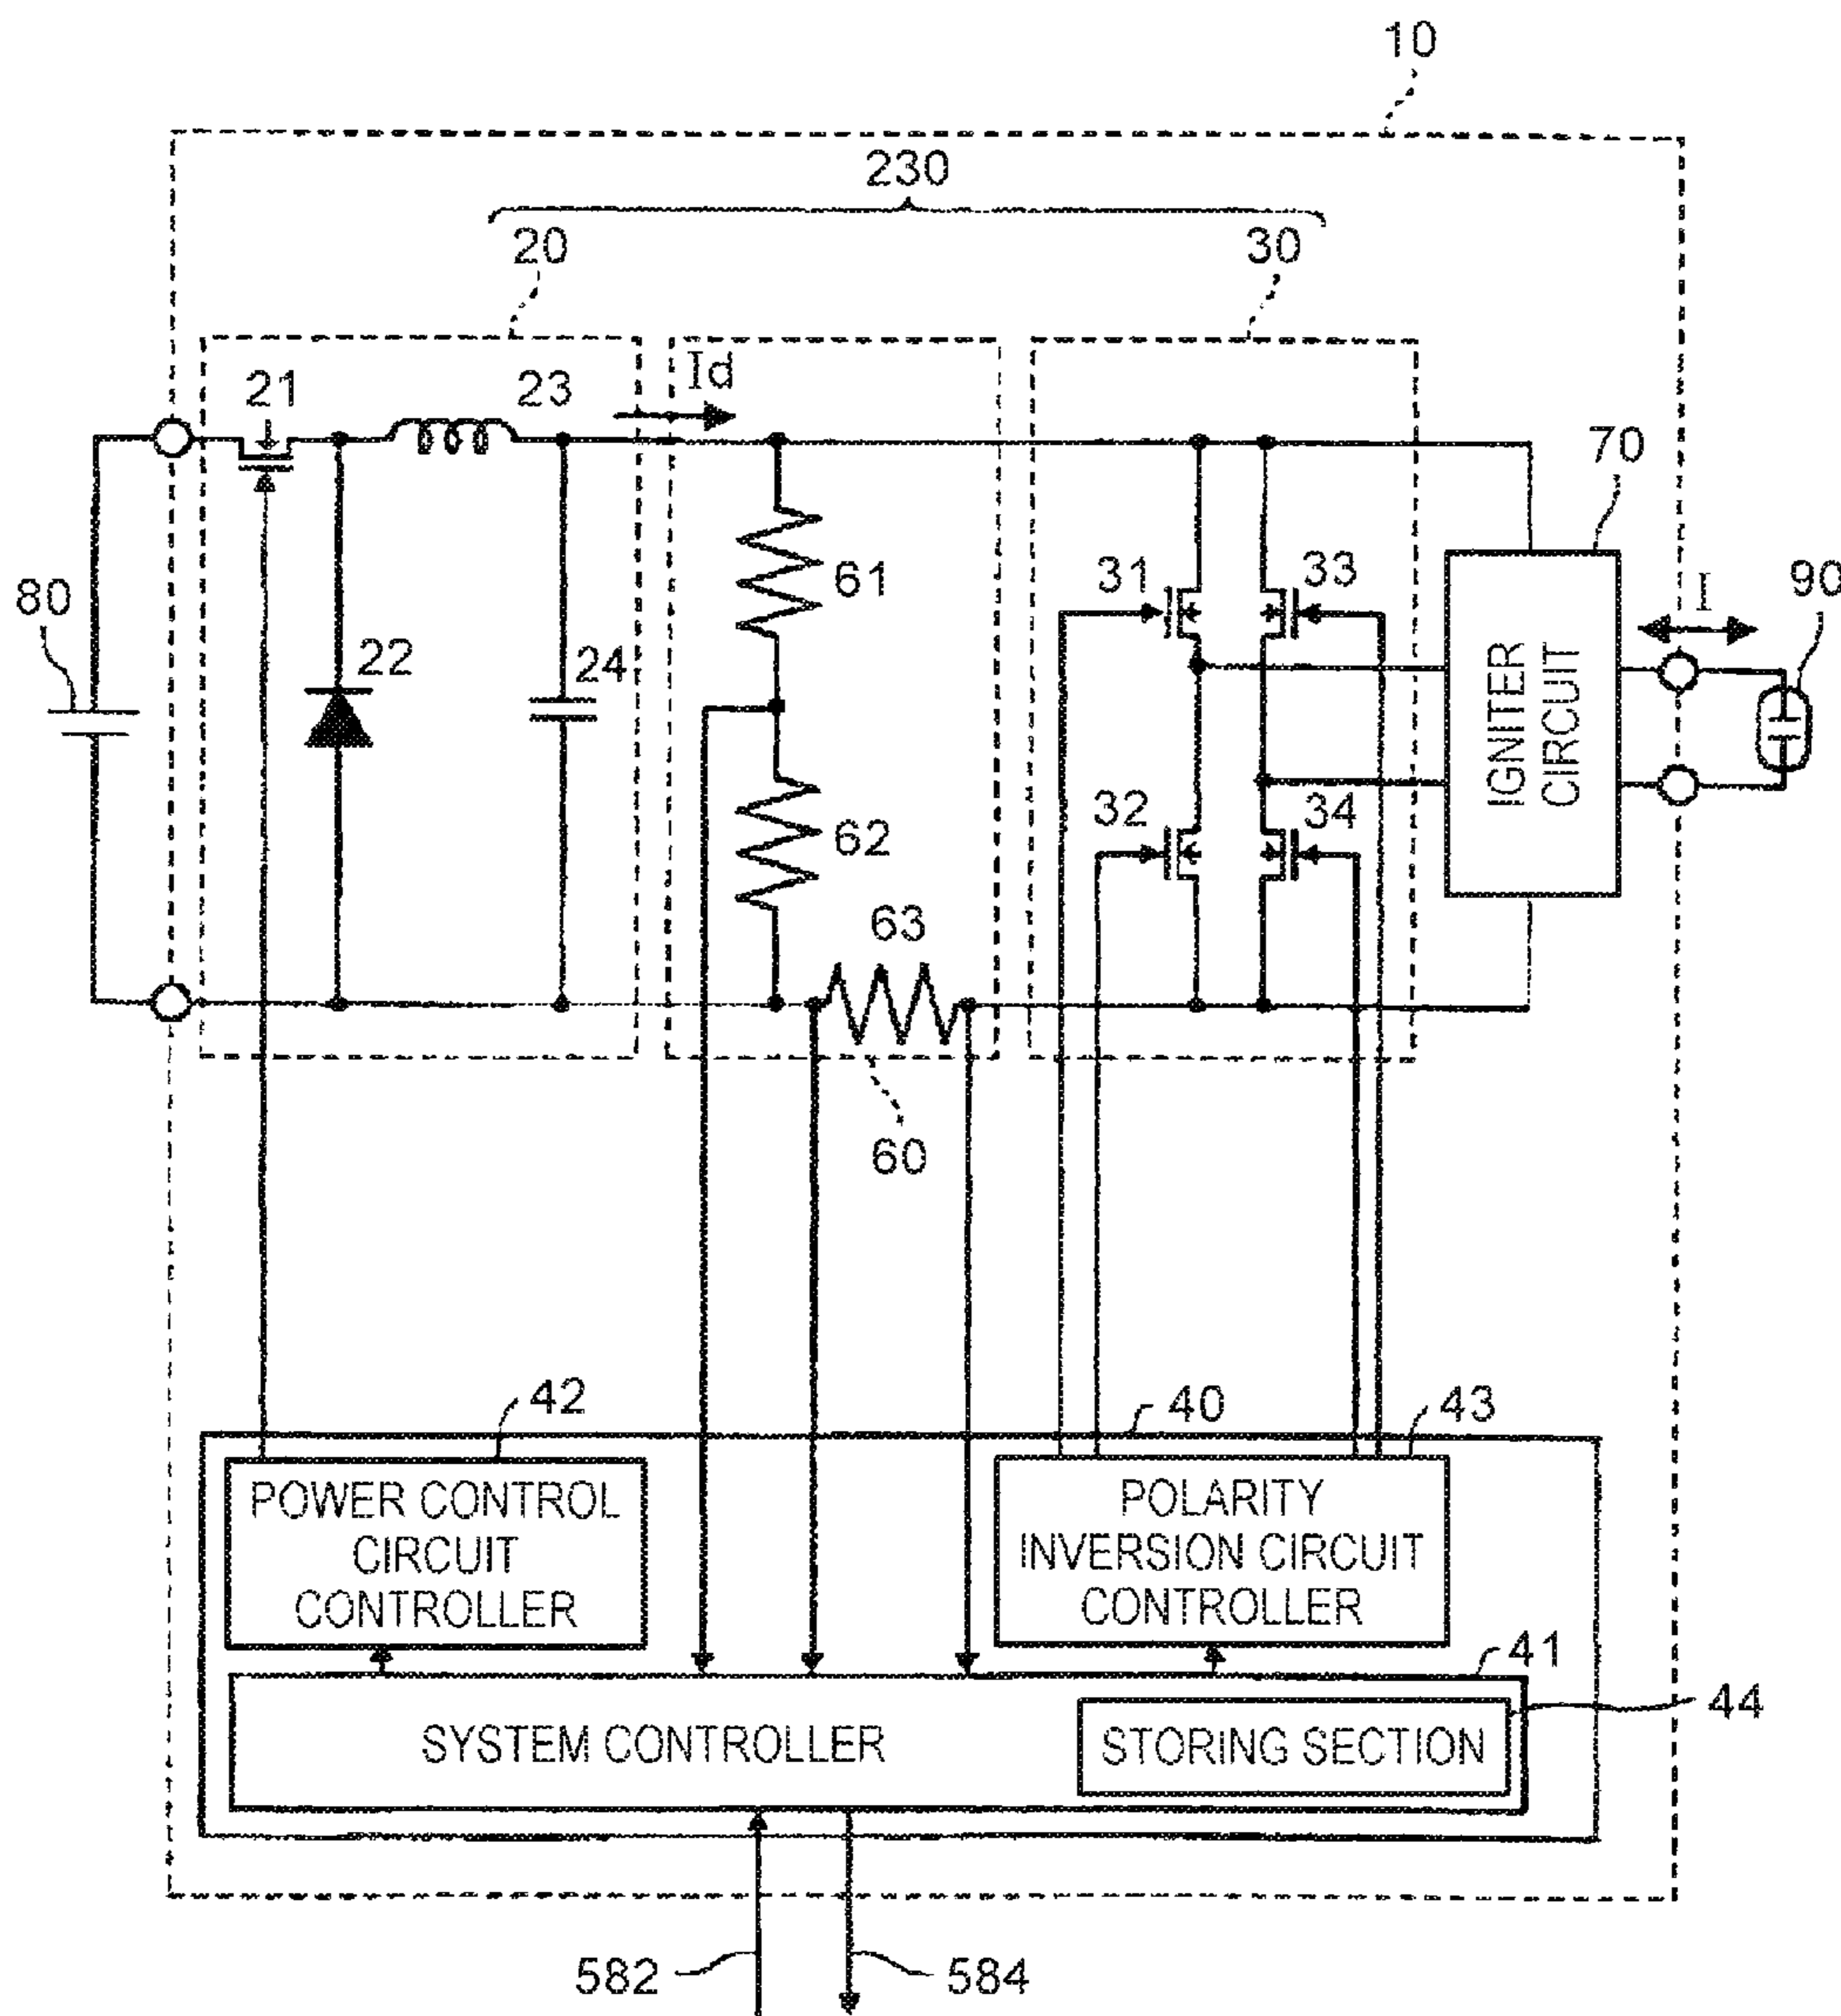 10
230
20
30
Id
21
23
70
61
31
33
I
90
80
22
24
IGNITER
CIRCUIT
62
32
34
63
60
42
40
43
POWER CONTROL
CIRCUIT
CONTROLLER
POLARITY
INVERSION CIRCUIT
CONTROLLER
41
44
SYSTEM CONTROLLER
STORING SECTION
582
584